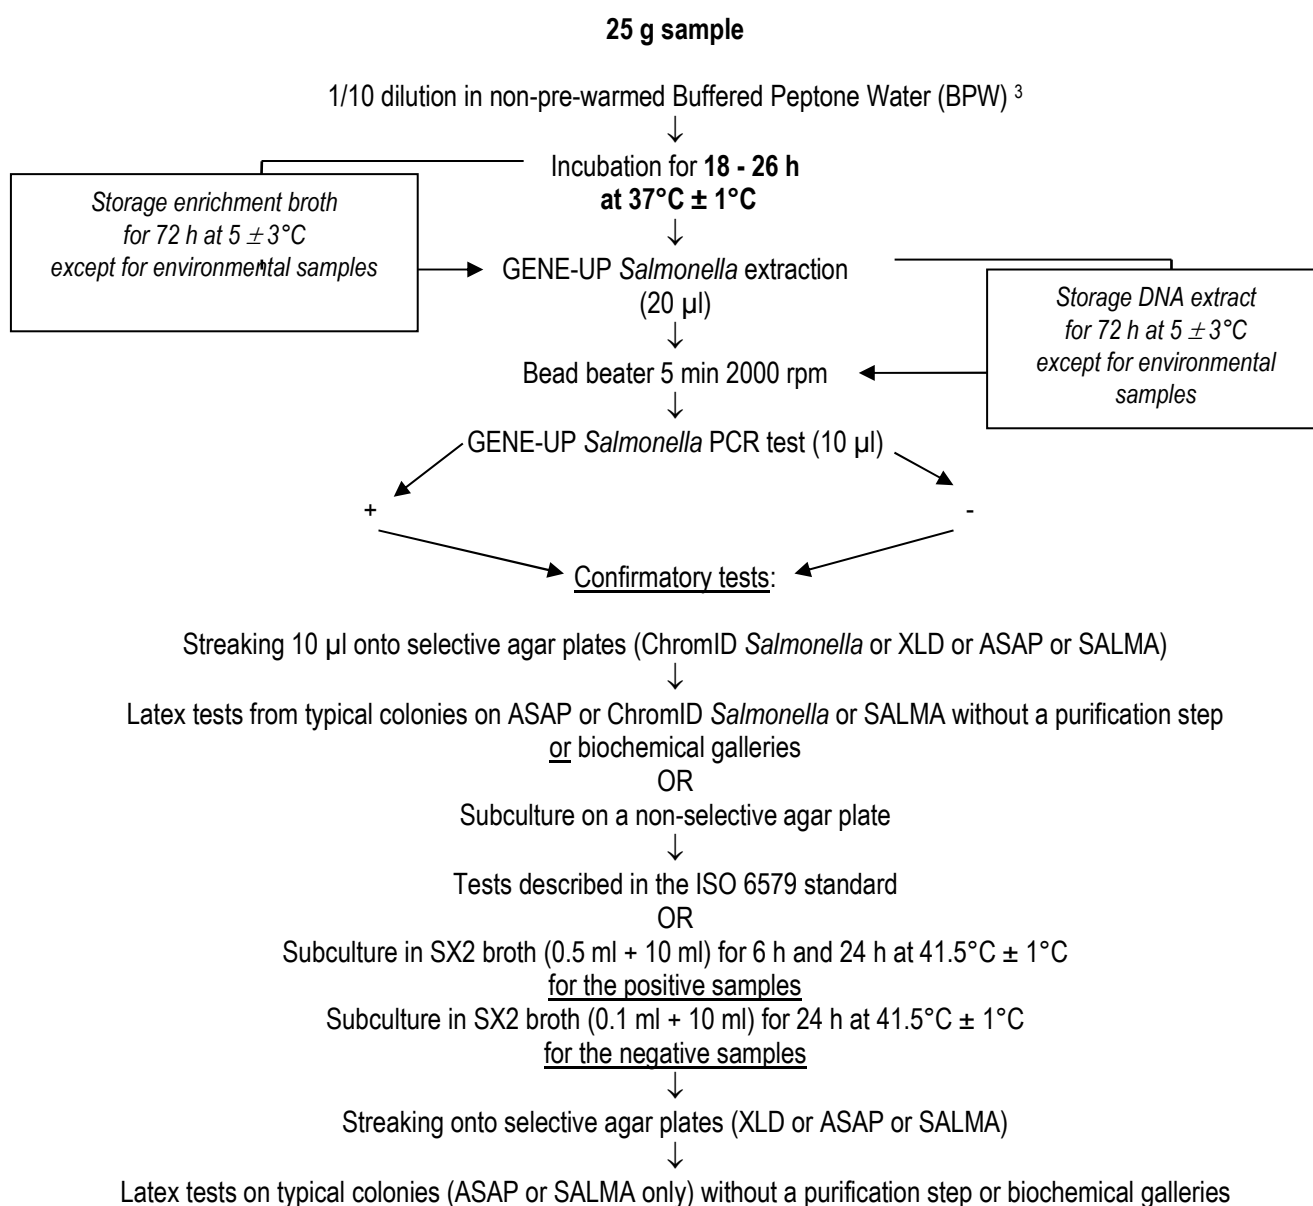 25 g sample
1/10 dilution in non-pre-warmed Buffered Peptone Water (BPW) ³
↓
Incubation for 18 - 26 h
at 37°C ± 1°C
↓
Storage enrichment broth
for 72 h at 5 ± 3°C
except for environmental samples
GENE-UP Salmonella extraction
(20 µl)
↓
Storage DNA extract
for 72 h at 5 ± 3°C
except for environmental
samples
Bead beater 5 min 2000 rpm
↓
GENE-UP Salmonella PCR test (10 µl)
+
-
Confirmatory tests:
Streaking 10 µl onto selective agar plates (ChromID Salmonella or XLD or ASAP or SALMA)
↓
Latex tests from typical colonies on ASAP or ChromID Salmonella or SALMA without a purification step
or biochemical galleries
OR
Subculture on a non-selective agar plate
↓
Tests described in the ISO 6579 standard
OR
Subculture in SX2 broth (0.5 ml + 10 ml) for 6 h and 24 h at 41.5°C ± 1°C
for the positive samples
Subculture in SX2 broth (0.1 ml + 10 ml) for 24 h at 41.5°C ± 1°C
for the negative samples
↓
Streaking onto selective agar plates (XLD or ASAP or SALMA)
↓
Latex tests on typical colonies (ASAP or SALMA only) without a purification step or biochemical galleries